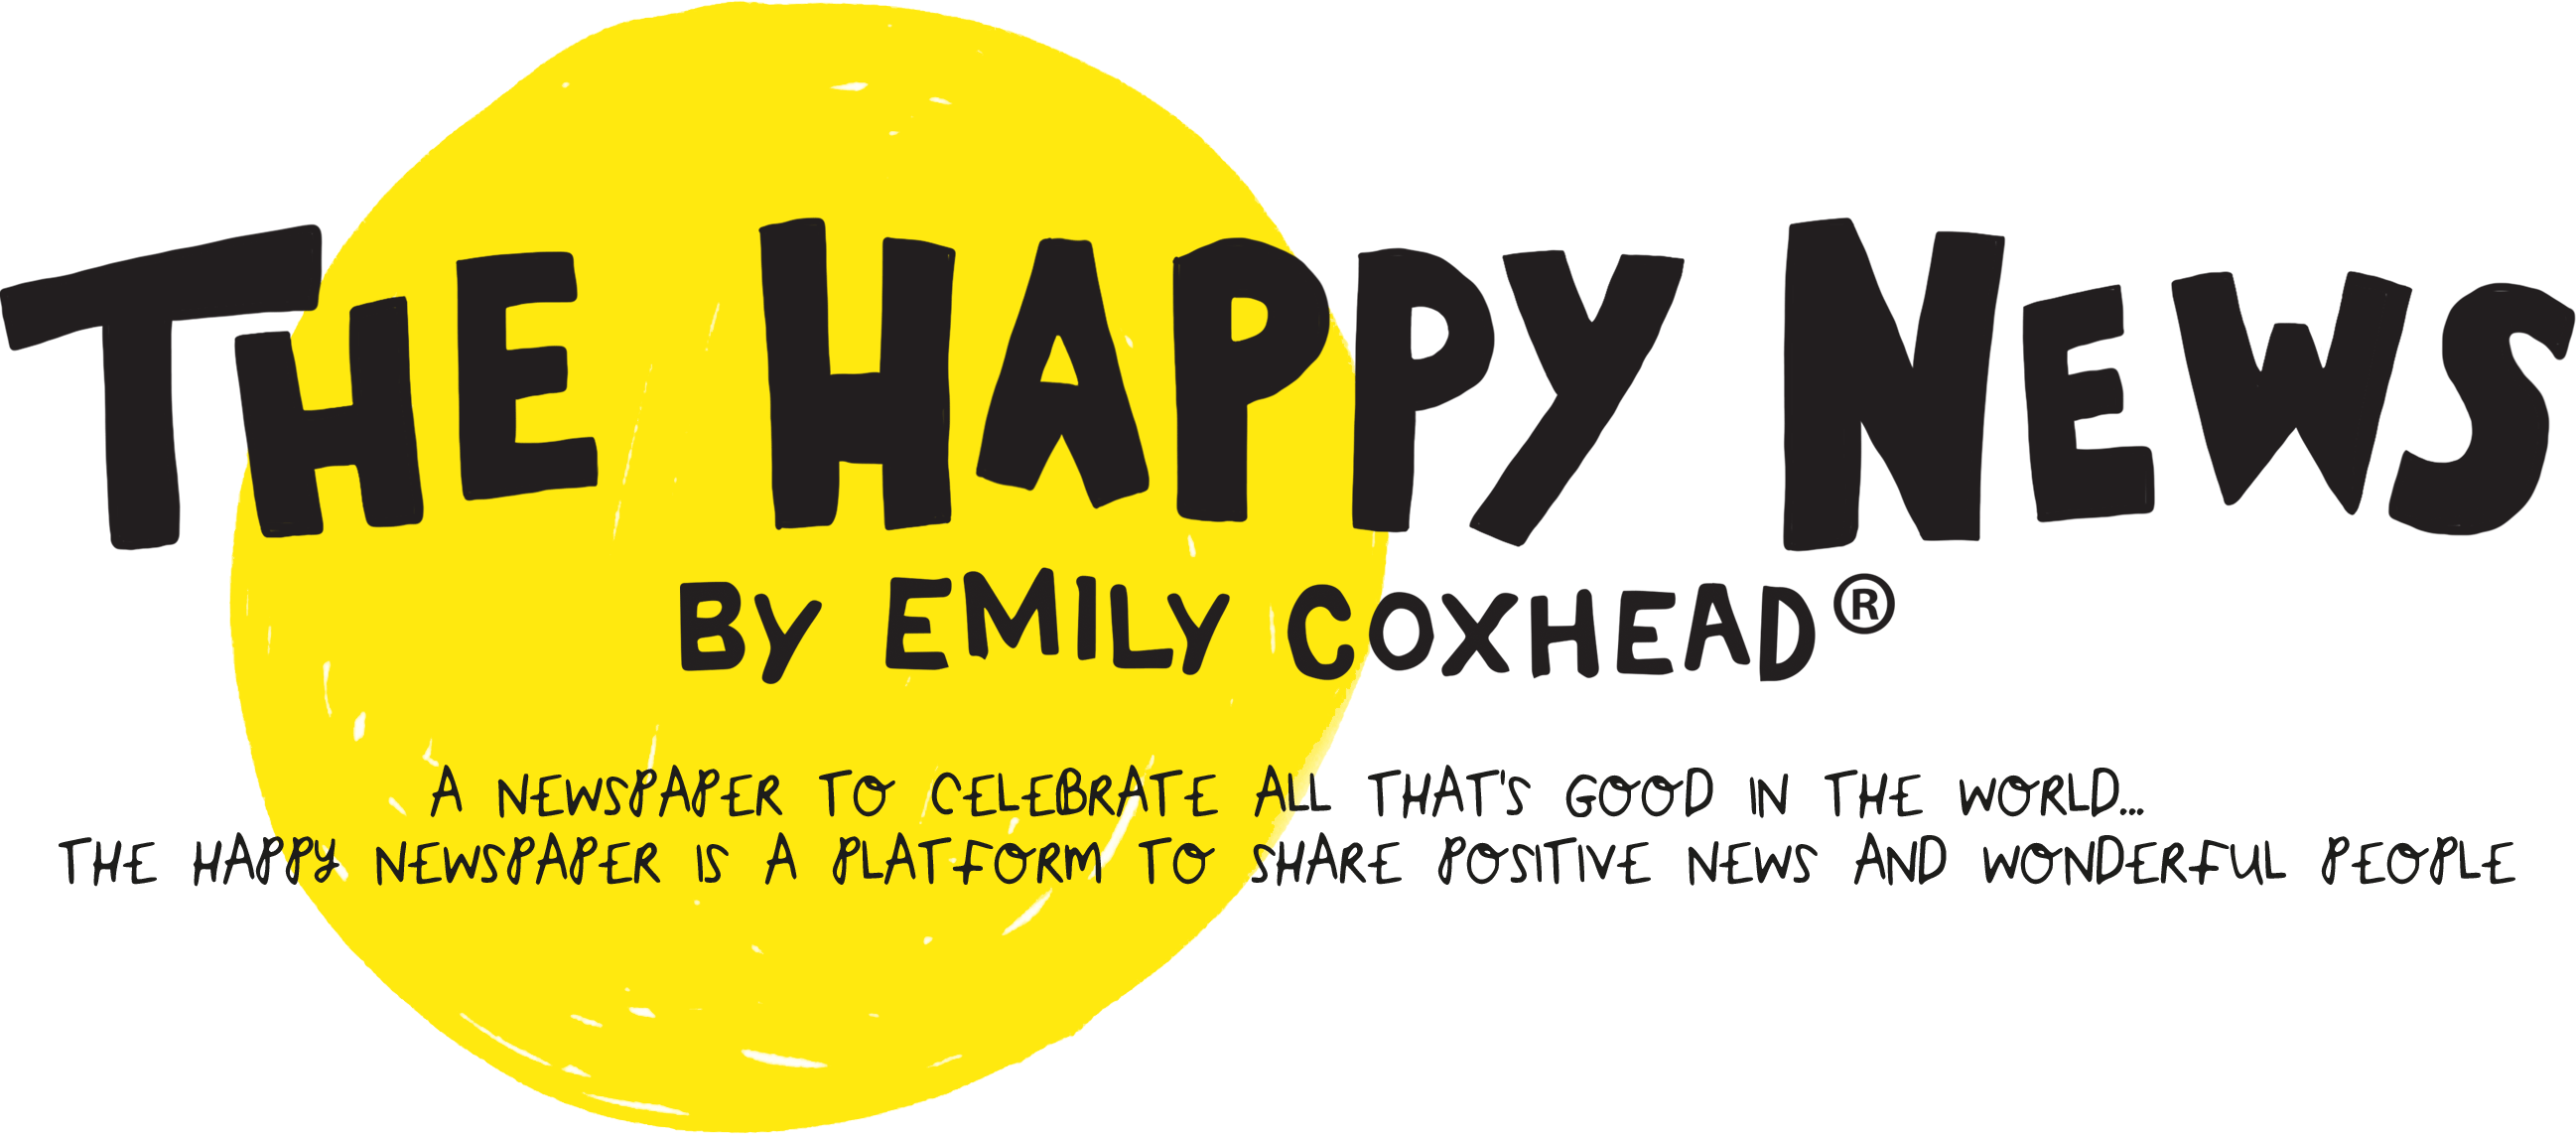 THE HAPPY NEWS
BY EMILY COXHEAD®
A NEWSPAPER TO CELEBRATE ALL THAT'S GOOD IN THE WORLD...
THE HAPPY NEWSPAPER IS A PLATFORM TO SHARE POSITIVE NEWS AND WONDERFUL PEOPLE